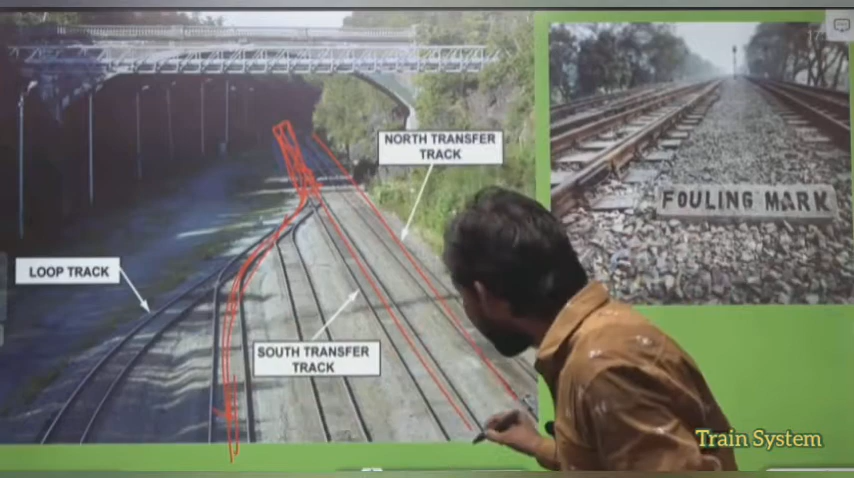 NORTH TRANSFER
TRACK
FOULING MARK
LOOP TRACK
SOUTH TRANSFER
TRACK
Train System